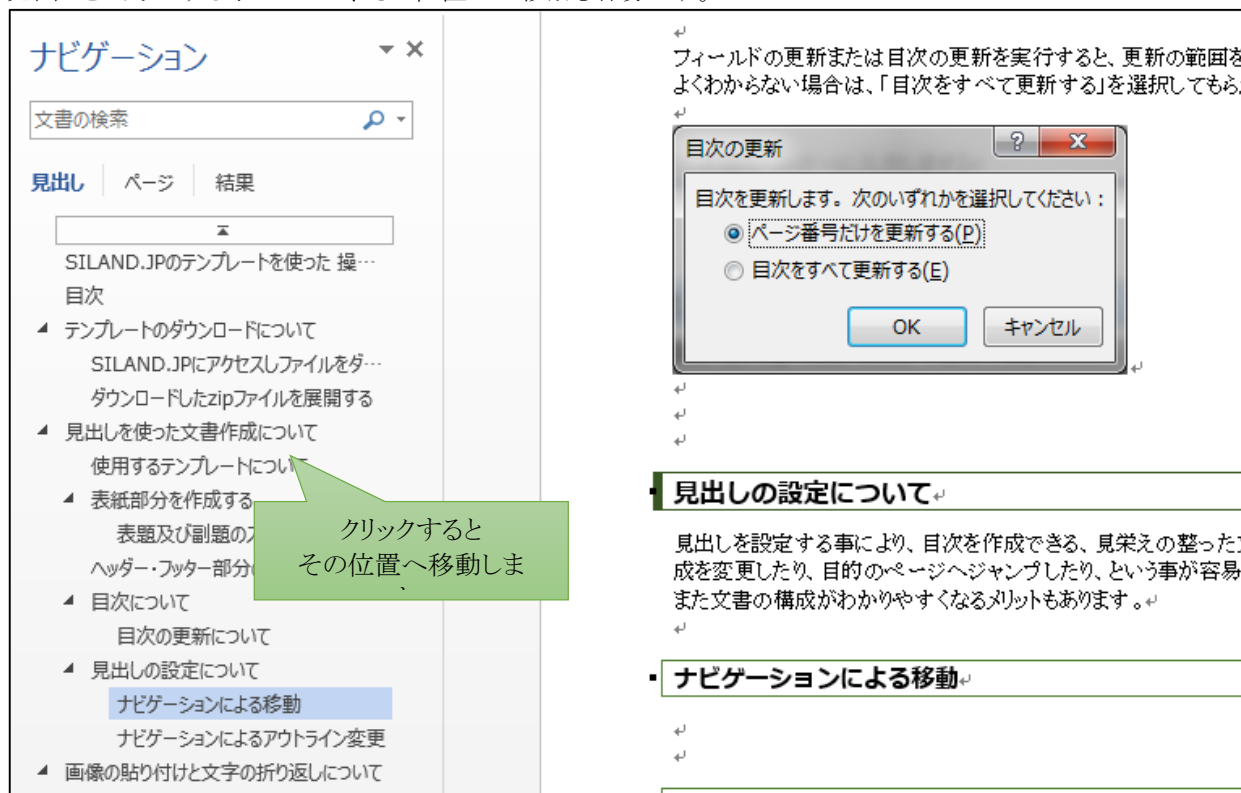 ナビゲーション
文書の検索
見出し ページ 結果
SILAND.JPのテンプレートを使った 操…
目次
テンプレートのダウンロードについて
SILAND.JPにアクセスしファイルをダ…
ダウンロードしたzipファイルを展開する
見出しを使った文書作成について
使用するテンプレートについて
表紙部分を作成する
表題及び副題の
ヘッダー・フッター部分
目次について
目次の更新について
見出しの設定について
ナビゲーションによる移動
ナビゲーションによるアウトライン変更
画像の貼り付けと文字の折り返しについて
クリックすると
その位置へ移動しま
フィールドの更新または目次の更新を実行すると、更新の範囲を
よくわからない場合は、「目次をすべて更新する」を選択してもら
目次の更新
目次を更新します。次のいずれかを選択してください:
ページ番号だけを更新する(P)
目次をすべて更新する(E)
OK キャンセル
見出しの設定について
見出しを設定する事により、目次を作成できる、見栄えの整った
成を変更したり、目的のページへジャンプしたり、という事が容易
また文書の構成がわかりやすくなるメリットもあります。
ナビゲーションによる移動